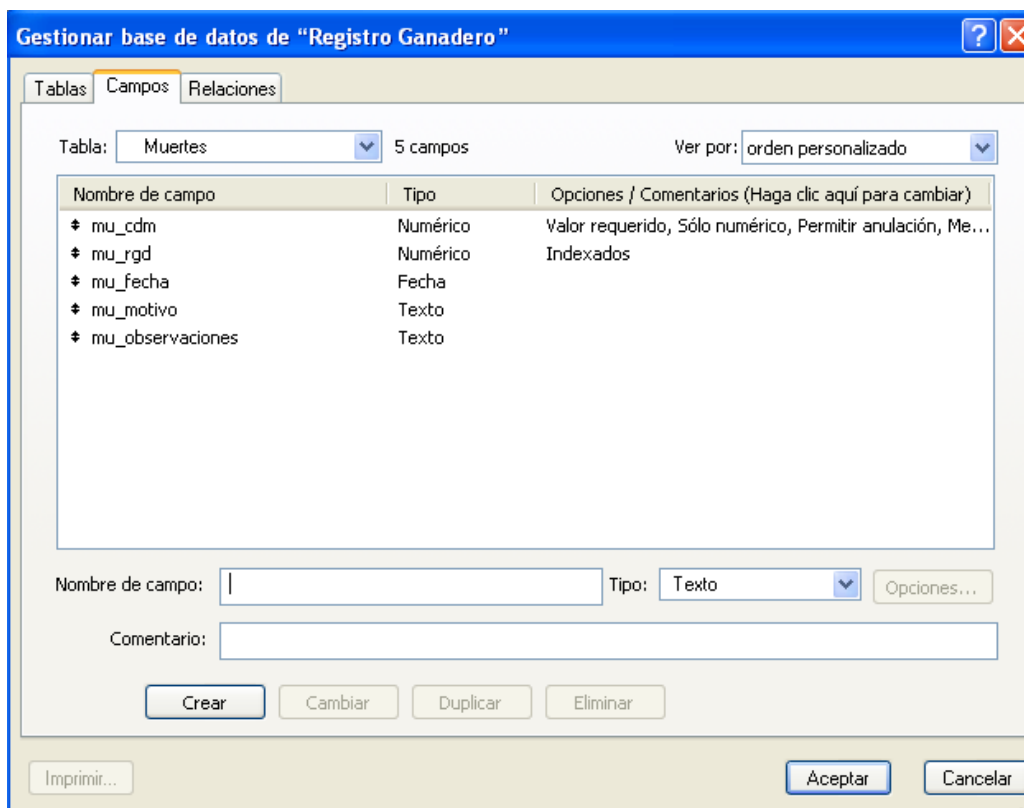 Gestionar base de datos de “Registro Ganadero”
Tablas Campos Relaciones
Tabla: Muertes 5 campos Ver por: orden personalizado
Nombre de campo Tipo Opciones / Comentarios (Haga clic aquí para cambiar)
mu_cdm Numérico Valor requerido, Sólo numérico, Permitir anulación, Me...
mu_rgd Numérico Indexados
mu_fecha Fecha
mu_motivo Texto
mu_observaciones Texto
Nombre de campo: Tipo: Texto Opciones...
Comentario:
Crear Cambiar Duplicar Eliminar
Imprimir... Aceptar Cancelar